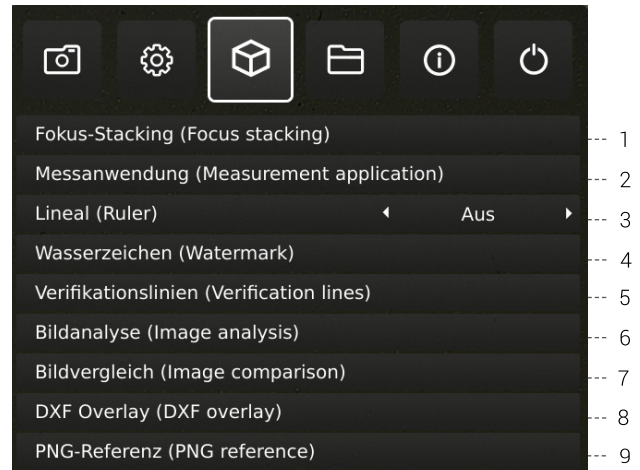 Fokus-Stacking (Focus stacking) 1
Messanwendung (Measurement application) 2
Lineal (Ruler) Aus 3
Wasserzeichen (Watermark) 4
Verifikationslinien (Verification lines) 5
Bildanalyse (Image analysis) 6
Bildvergleich (Image comparison) 7
DXF Overlay (DXF overlay) 8
PNG-Referenz (PNG reference) 9